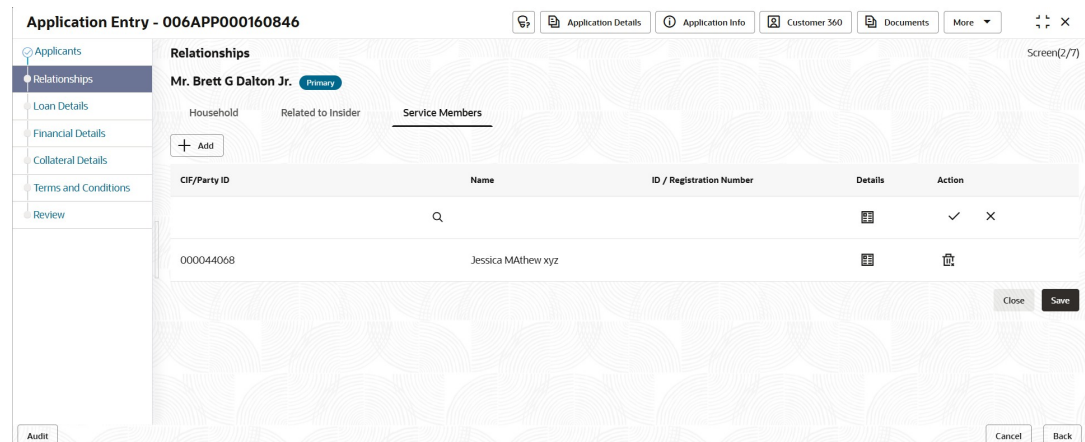 Application Entry - 006APP000160846
Application Details
Application Info
Customer 360
Documents
More
Applicants
Relationships
Loan Details
Financial Details
Collateral Details
Terms and Conditions
Review
Relationships
Screen(2/7)
Mr. Brett G Dalton Jr. Primary
Household Related to Insider Service Members
+ Add
CIF/Party ID Name ID / Registration Number Details Action
000044068 Jessica MAthew xyz
Close Save
Audit Cancel Back